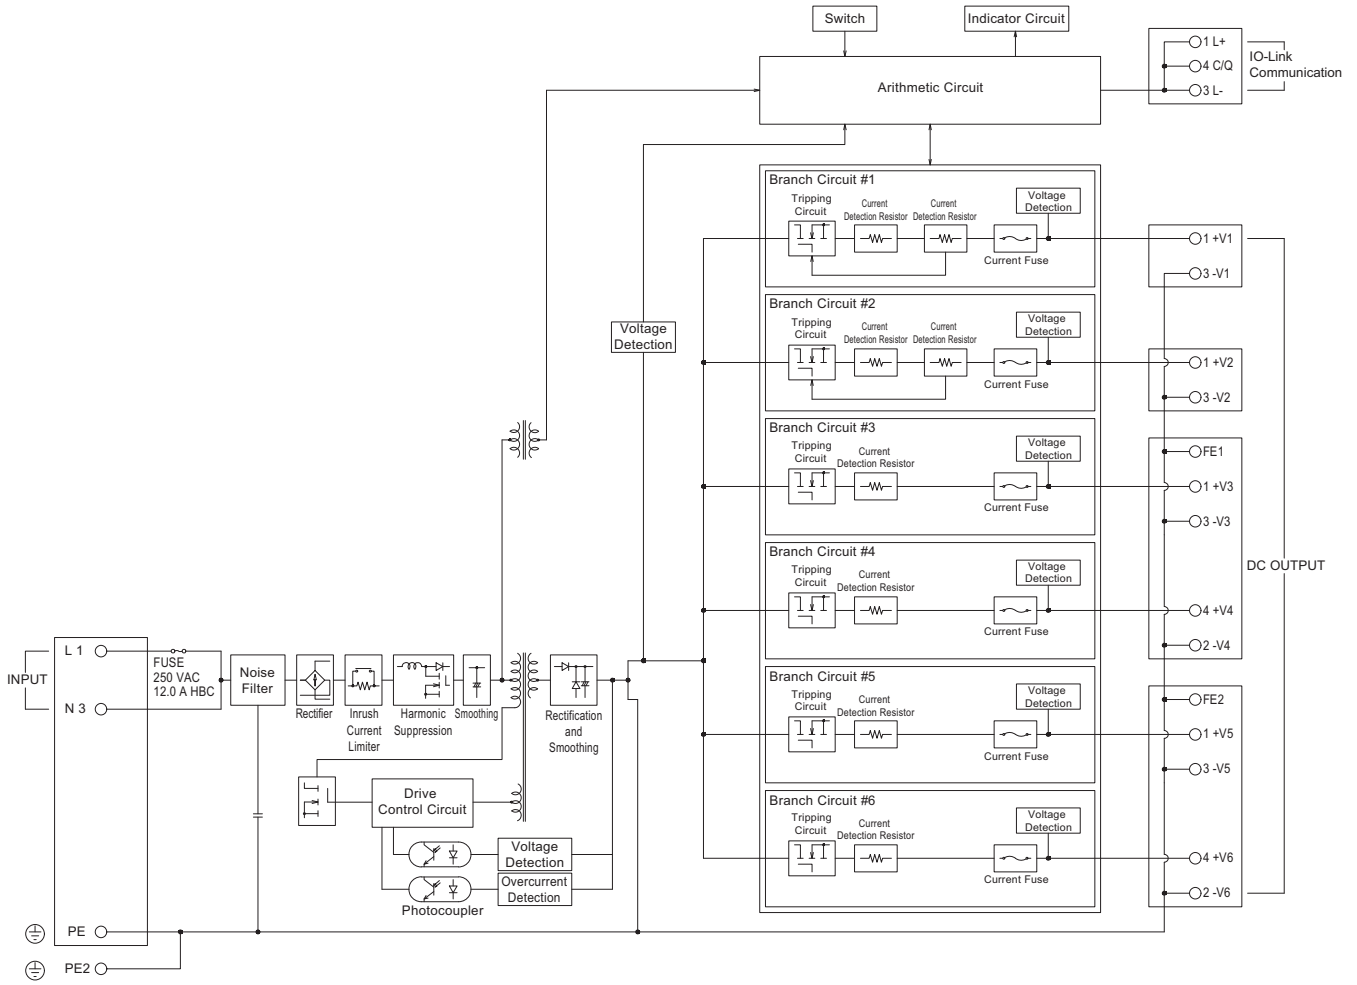 Switch
Indicator Circuit
Arithmetic Circuit
1 L+
4 C/Q
3 L-
IO-Link
Communication
Branch Circuit #1
Tripping
Circuit
Current
Detection Resistor
Current
Detection Resistor
Voltage
Detection
Current Fuse
1 +V1
3 -V1
Branch Circuit #2
Tripping
Circuit
Current
Detection Resistor
Current
Detection Resistor
Voltage
Detection
Current Fuse
1 +V2
3 -V2
Voltage
Detection
Branch Circuit #3
Tripping
Circuit
Current
Detection Resistor
Voltage
Detection
Current Fuse
FE1
1 +V3
3 -V3
Branch Circuit #4
Tripping
Circuit
Current
Detection Resistor
Voltage
Detection
Current Fuse
4 +V4
2 -V4
DC OUTPUT
Branch Circuit #5
Tripping
Circuit
Current
Detection Resistor
Voltage
Detection
Current Fuse
FE2
1 +V5
3 -V5
Branch Circuit #6
Tripping
Circuit
Current
Detection Resistor
Voltage
Detection
Current Fuse
4 +V6
2 -V6
INPUT
L 1
N 3
FUSE
250 VAC
12.0 A HBC
Noise
Filter
Rectifier
Inrush
Current
Limiter
Harmonic
Suppression
Smoothing
Rectification
and
Smoothing
Drive
Control Circuit
Voltage
Detection
Overcurrent
Detection
Photocoupler
PE
PE2